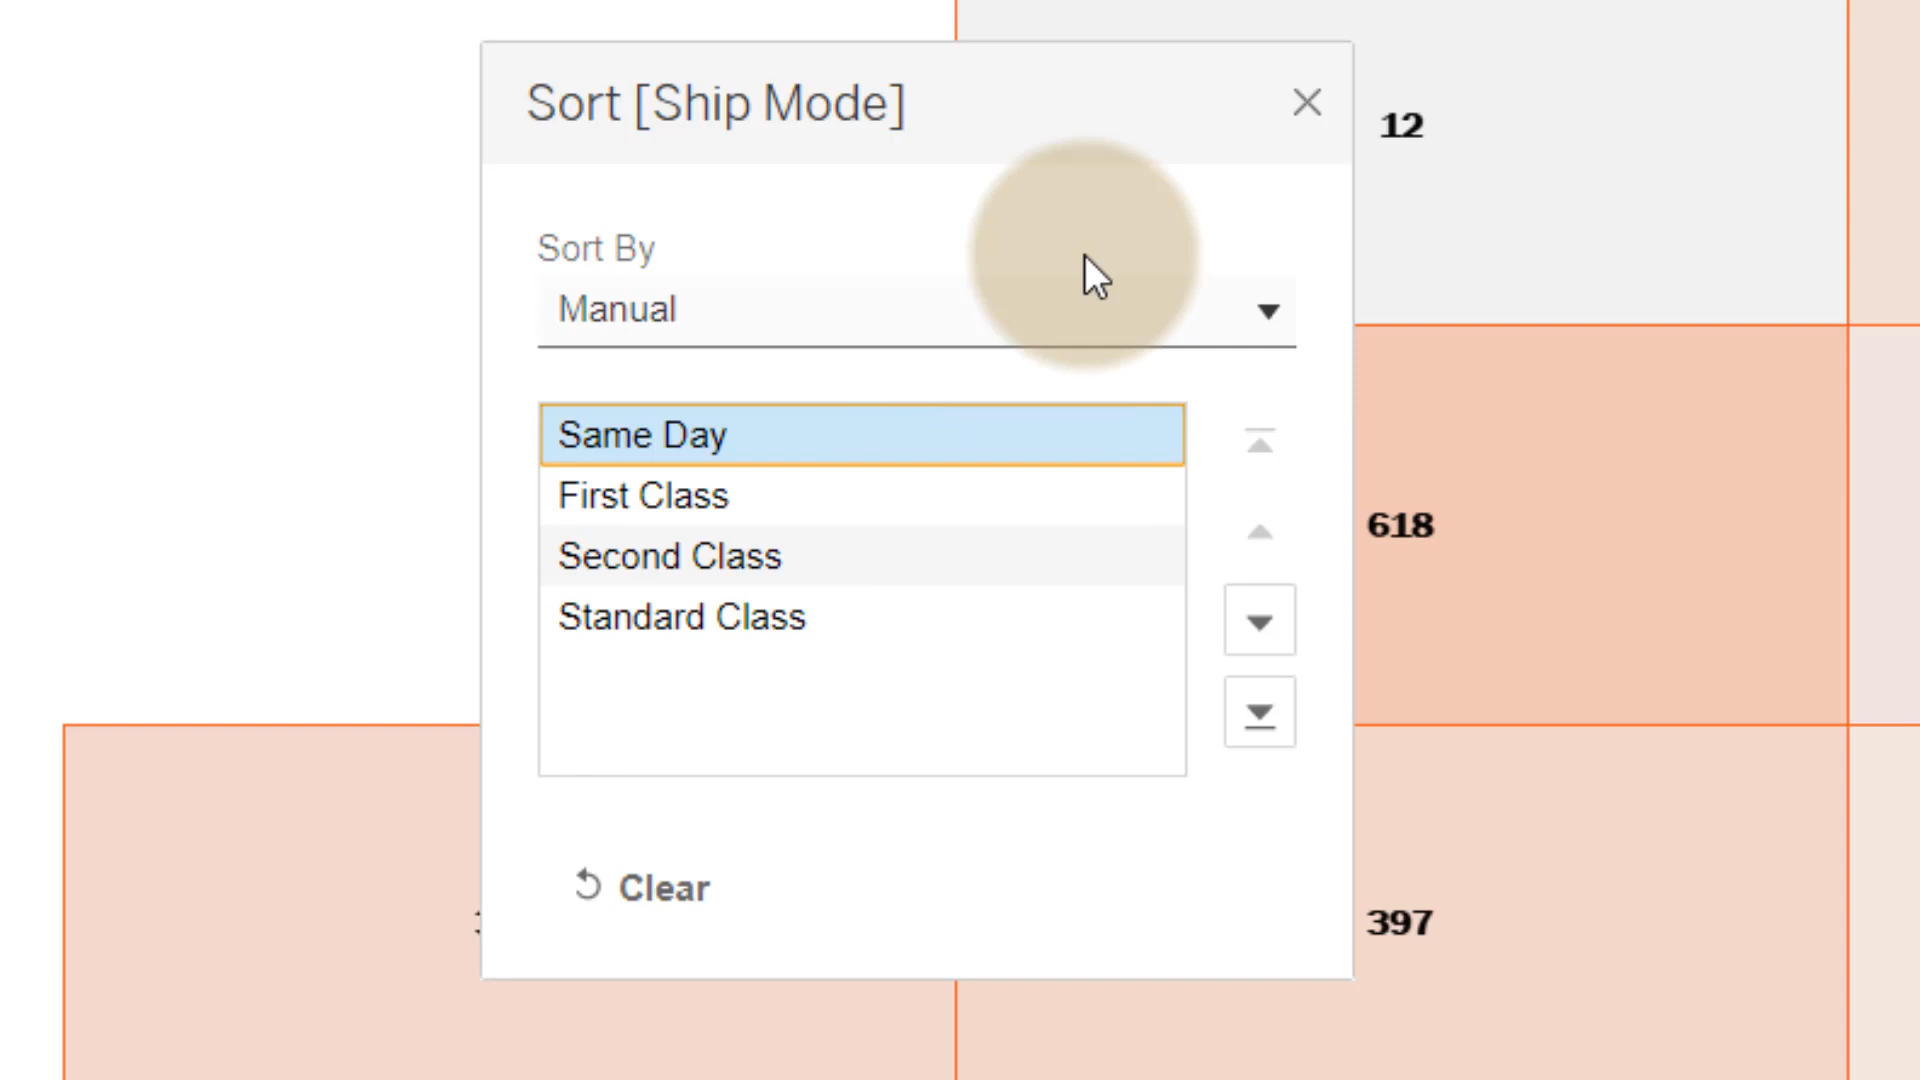 Sort [Ship Mode]
12
Sort By
Manual
Same Day
First Class
618
Second Class
Standard Class
Clear
397